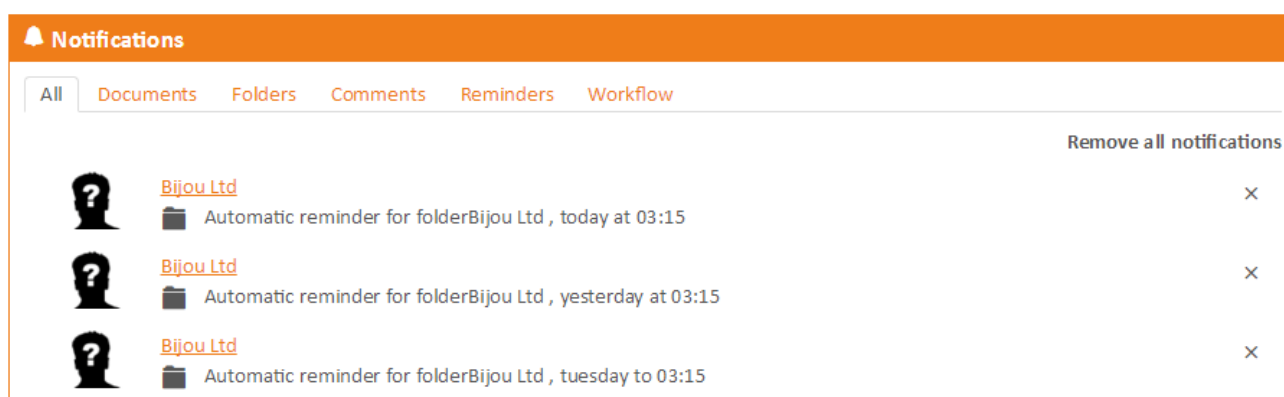 Notifications
All Documents Folders Comments Reminders Workflow
Remove all notifications
Bijou Ltd
Automatic reminder for folderBijou Ltd , today at 03:15
Bijou Ltd
Automatic reminder for folderBijou Ltd , yesterday at 03:15
Bijou Ltd
Automatic reminder for folderBijou Ltd , tuesday to 03:15